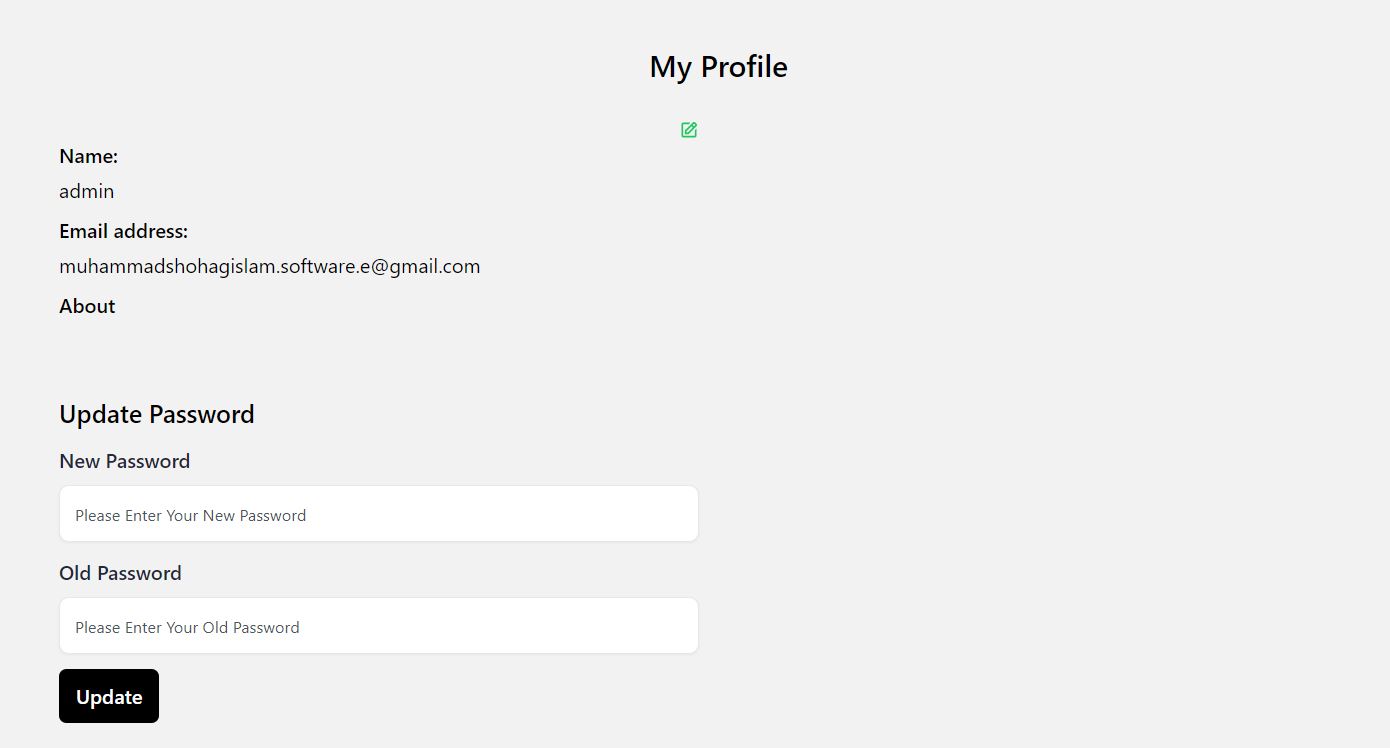 My Profile
Name:
admin
Email address:
muhammadshohagislam.software.e@gmail.com
About
Update Password
New Password
Please Enter Your New Password
Old Password
Please Enter Your Old Password
Update